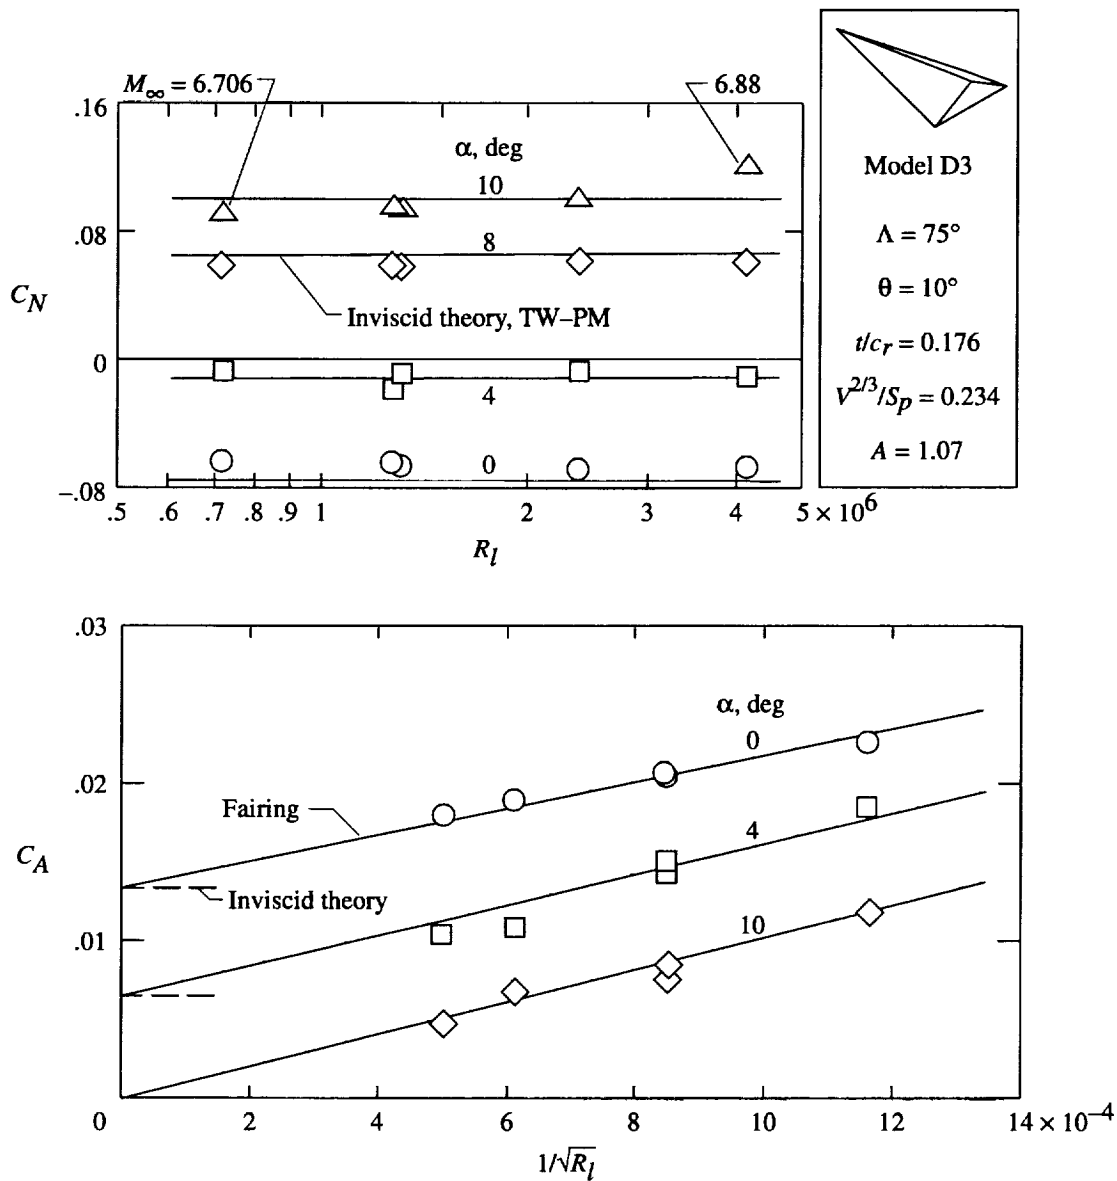 M∞ = 6.706
6.88
.16
α, deg
10
.08
8
C_N
Inviscid theory, TW–PM
0
4
0
–.08
.5 .6 .7 .8 .9 1 2 3 4 5 × 10⁶
R_l
Model D3
Λ = 75°
θ = 10°
t/c_r = 0.176
V^2/3/S_p = 0.234
A = 1.07
.03
α, deg
0
.02
Fairing
4
C_A
Inviscid theory
10
.01
0 2 4 6 8 10 12 14 × 10⁻⁴
1/√R_l